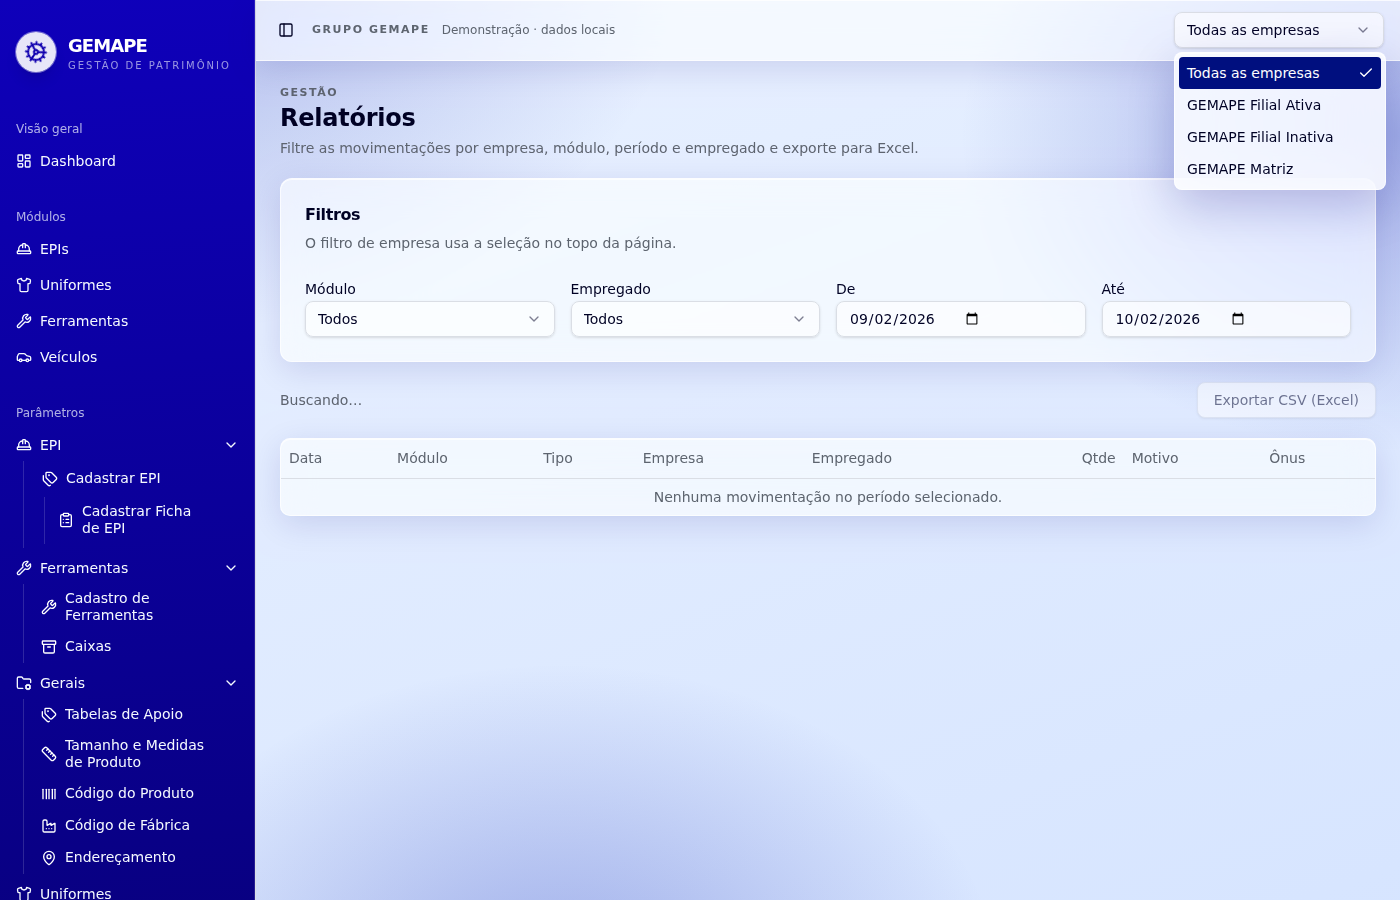 GEMAPE
GESTÃO DE PATRIMÔNIO
Visão geral
Dashboard
Módulos
EPIs
Uniformes
Ferramentas
Veículos
Parâmetros
EPI
Cadastrar EPI
Cadastrar Ficha
de EPI
Ferramentas
Cadastro de
Ferramentas
Caixas
Gerais
Tabelas de Apoio
Tamanho e Medidas
de Produto
Código do Produto
Código de Fábrica
Endereçamento
Uniformes
GRUPO GEMAPE Demonstração · dados locais
Todas as empresas
Todas as empresas
GEMAPE Filial Ativa
GEMAPE Filial Inativa
GEMAPE Matriz
GESTÃO
Relatórios
Filtre as movimentações por empresa, módulo, período e empregado e exporte para Excel.
Filtros
O filtro de empresa usa a seleção no topo da página.
Módulo Empregado De Até
Todos Todos 09/02/2026 10/02/2026
Buscando... Exportar CSV (Excel)
Data Módulo Tipo Empresa Empregado Qtde Motivo Ônus
Nenhuma movimentação no período selecionado.